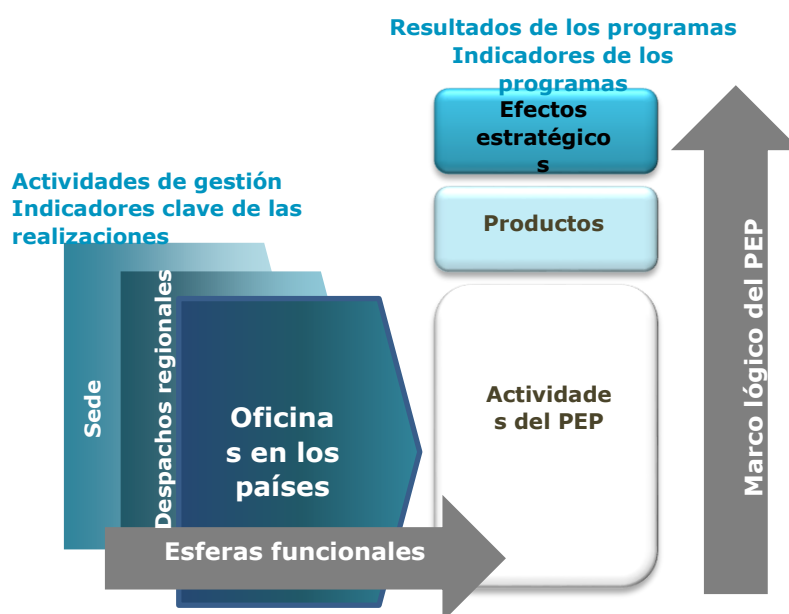 Resultados de los programas
Indicadores de los
programas
Efectos
estratégico
s
Actividades de gestión
Indicadores clave de las
realizaciones
Productos
Sede
Despachos regionales
Oficina
s en los
países
Actividade
s del PEP
Marco lógico del PEP
Esferas funcionales